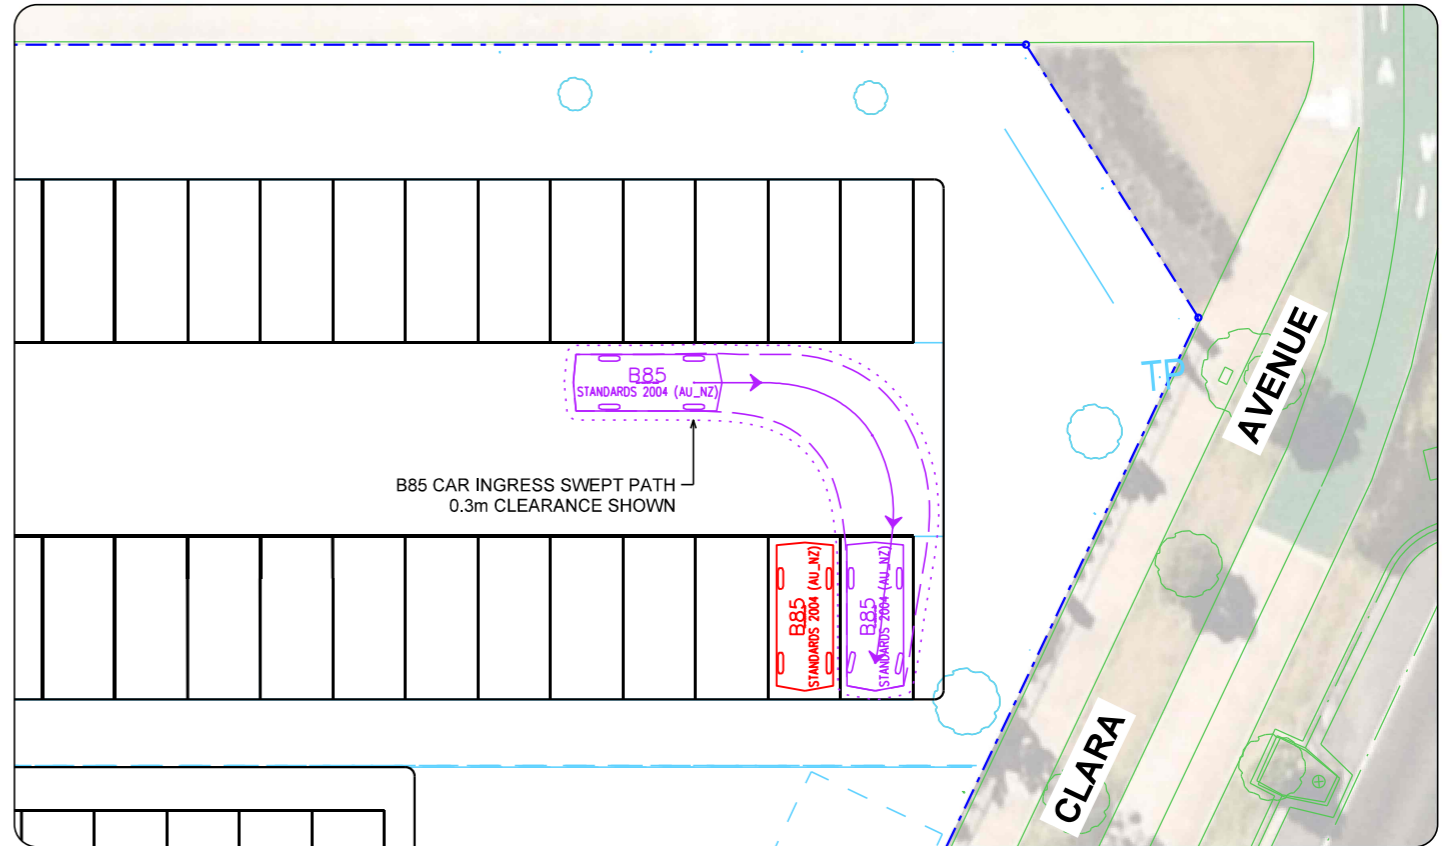 B85
STANDARDS 2004 (AU_NZ)
B85 CAR INGRESS SWEPT PATH
0.3m CLEARANCE SHOWN
B85
STANDARDS 2004 (AU_NZ)
B85
STANDARDS 2004 (AU_NZ)
TP
AVENUE
CLARA